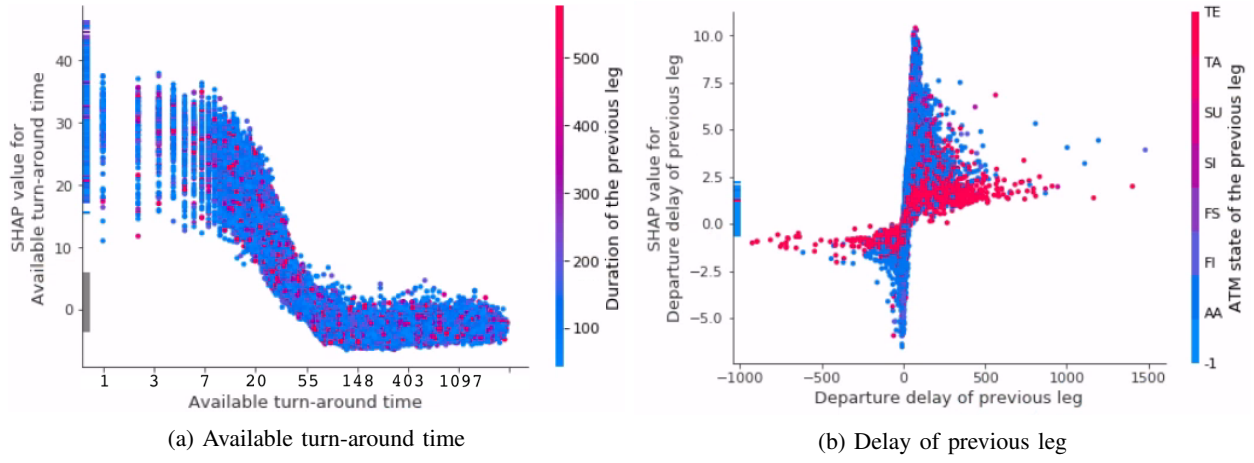 SHAP value for
Available turn-around time
40
30
20
10
0
1 3 7 20 55 148 403 1097
Available turn-around time
500
400
300
200
100
Duration of the previous leg
(a) Available turn-around time
SHAP value for
Departure delay of previous leg
10.0
7.5
5.0
2.5
0.0
−2.5
−5.0
−1000 −500 0 500 1000 1500
Departure delay of previous leg
TE
TA
SU
SI
FS
FI
AA
-1
ATM state of the previous leg
(b) Delay of previous leg